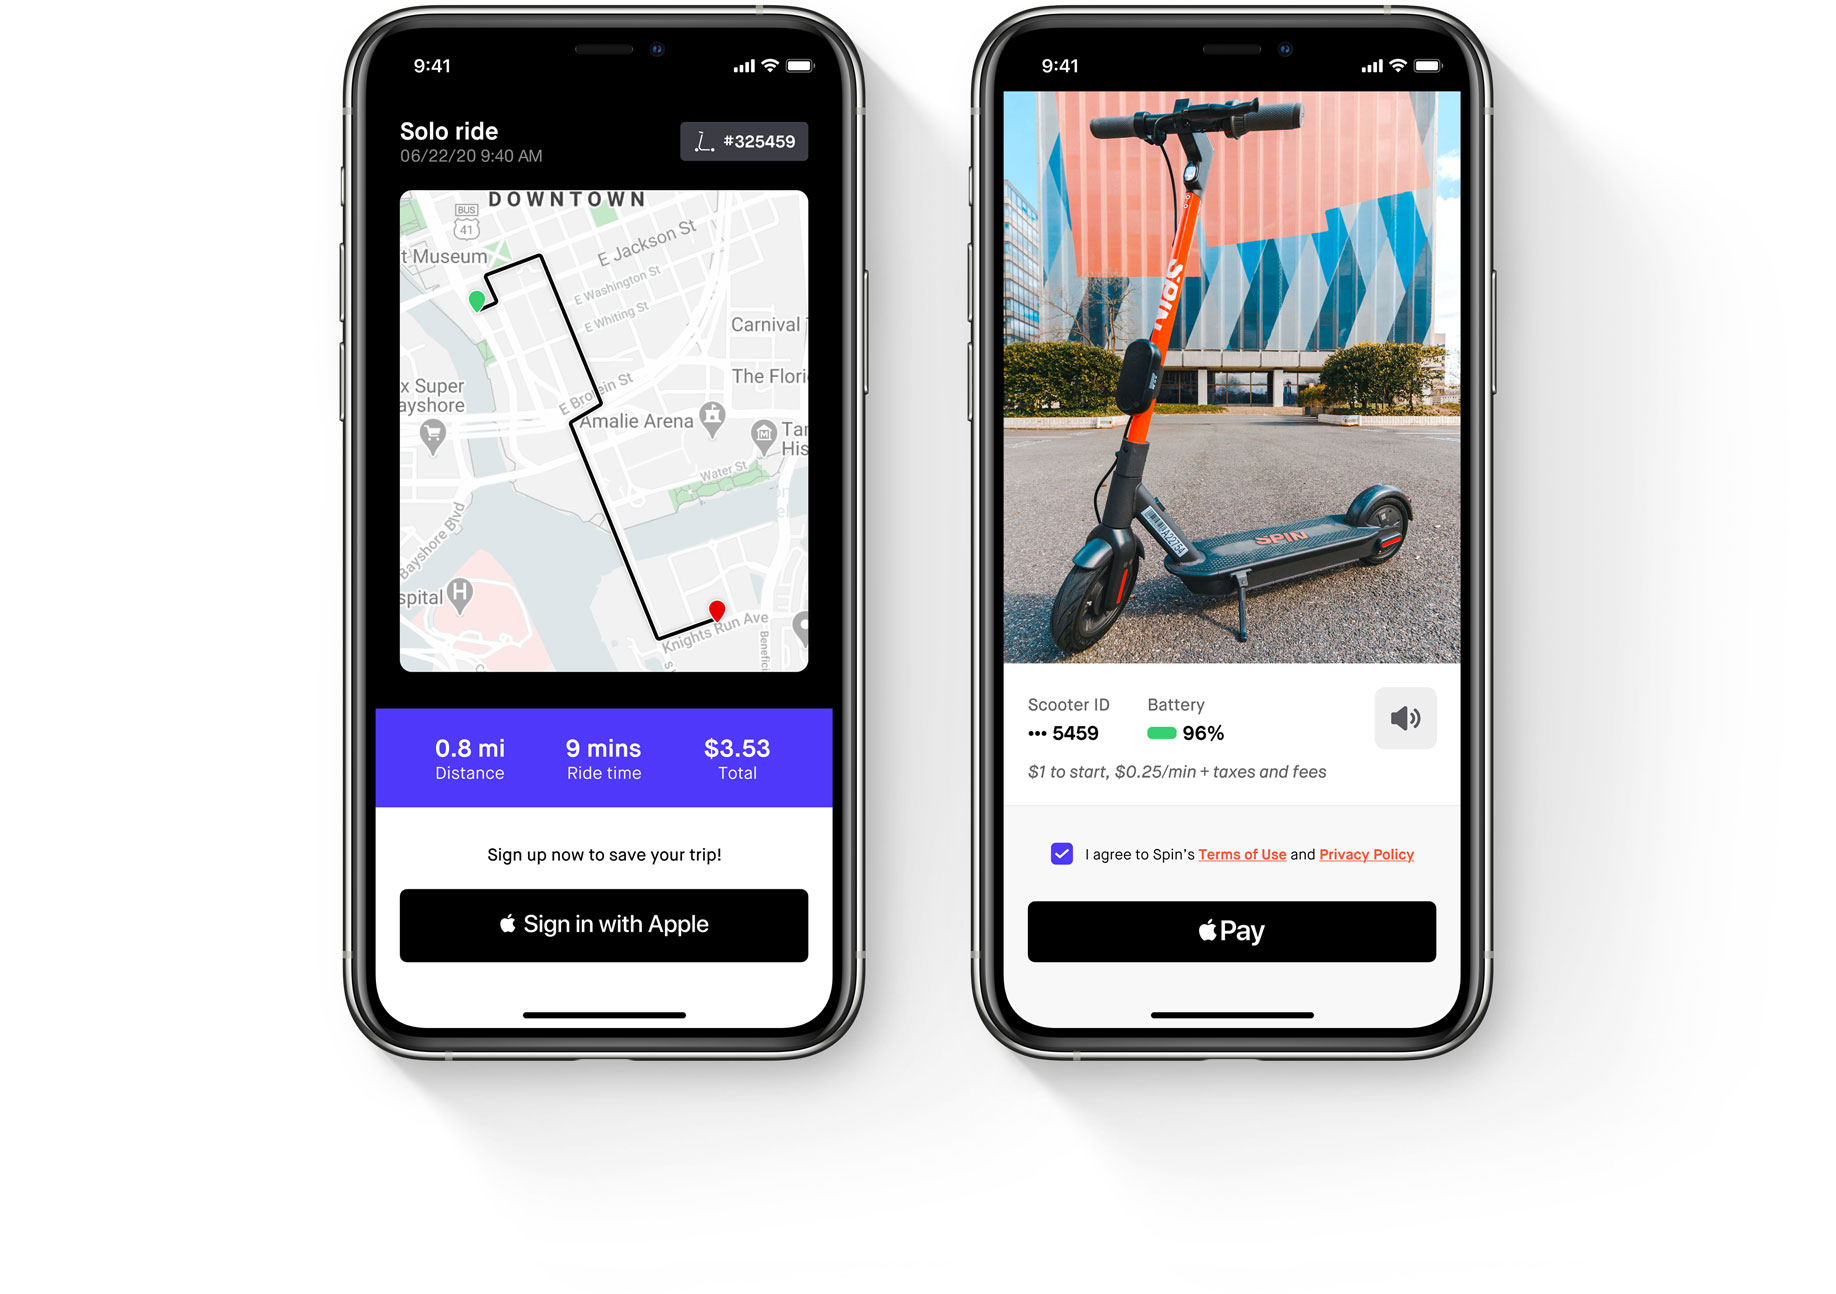 9:41
Solo ride
06/22/20 9:40 AM
#325459
DOWNTOWN
BUS
41
t Museum
E Jackson St
E Washington St
E Whiting St
Carnival
x Super
ayshore
The Flori
E Bro in St
Amalie Arena
Tar
His
Water St
Bayshore Blvd
spital
H
Knights Run Ave
Benefici
0.8 mi
Distance
9 mins
Ride time
$3.53
Total
Sign up now to save your trip!
Sign in with Apple
9:41
SPIN
A22754
SPIN
Scooter ID
••• 5459
Battery
96%
$1 to start, $0.25/min + taxes and fees
I agree to Spin's Terms of Use and Privacy Policy
Pay